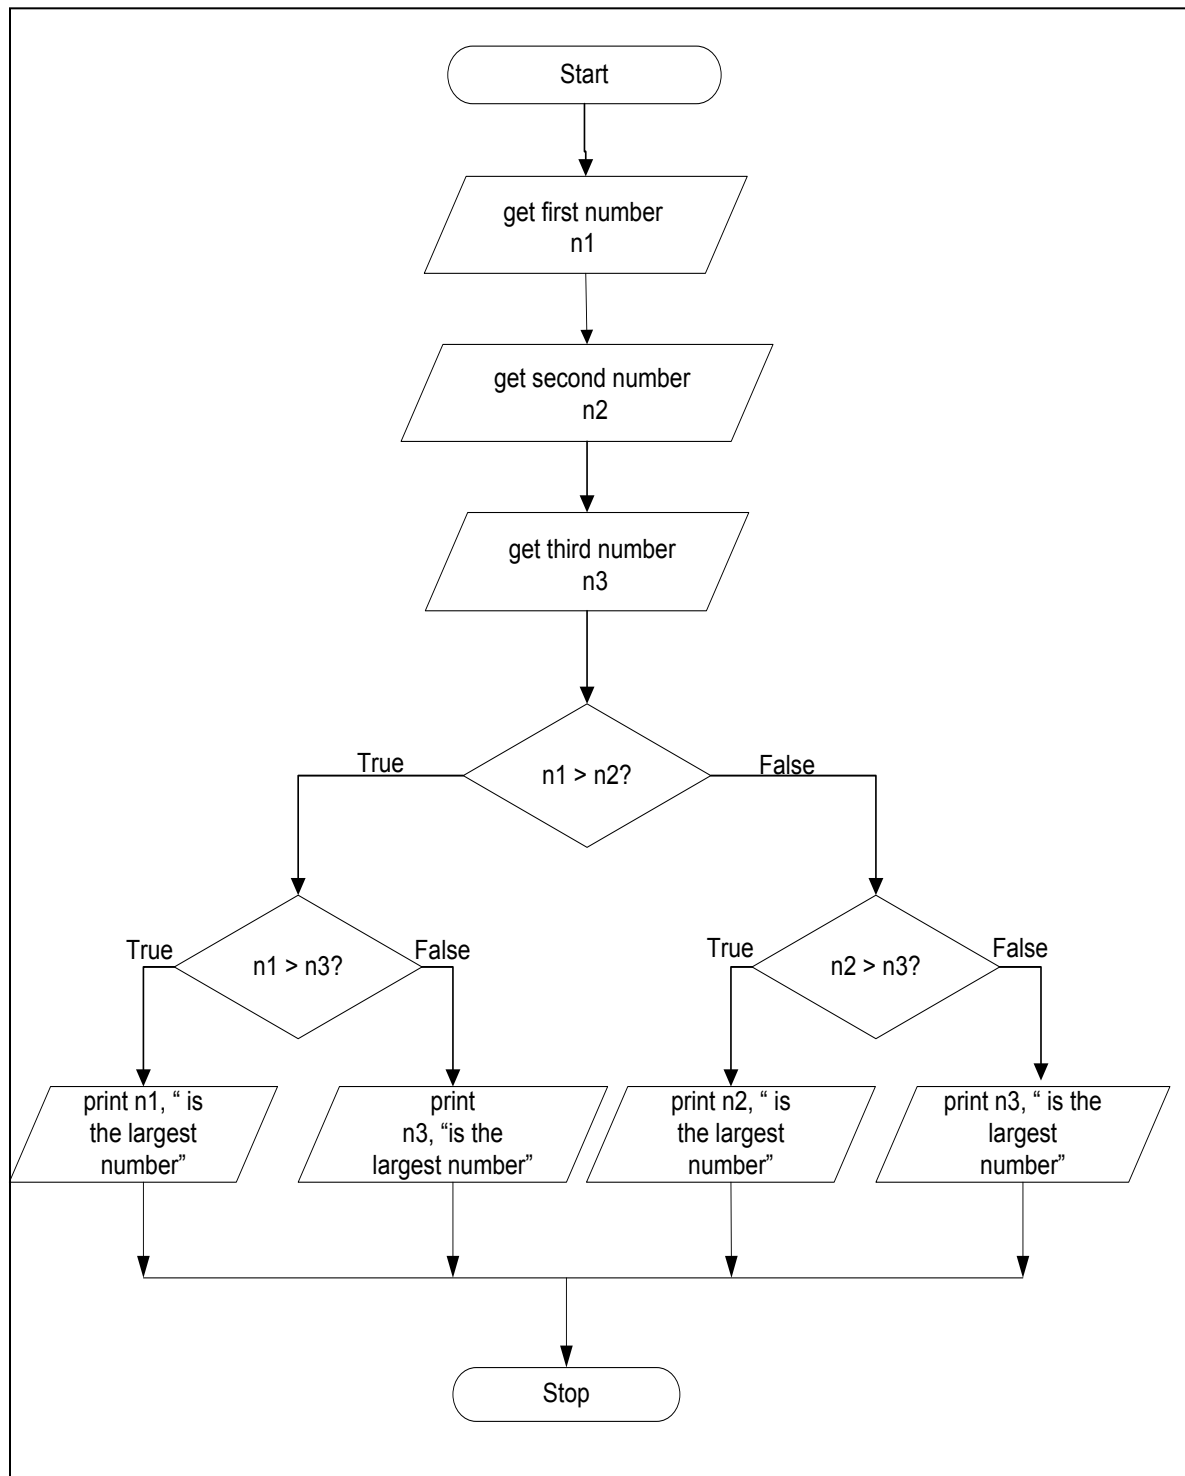 Start
get first number
n1
get second number
n2
get third number
n3
True
n1 > n2?
False
True
n1 > n3?
False
True
n2 > n3?
False
print n1, “ is
the largest
number”
print
n3, “is the
largest number”
print n2, “ is
the largest
number”
print n3, “ is the
largest
number”
Stop